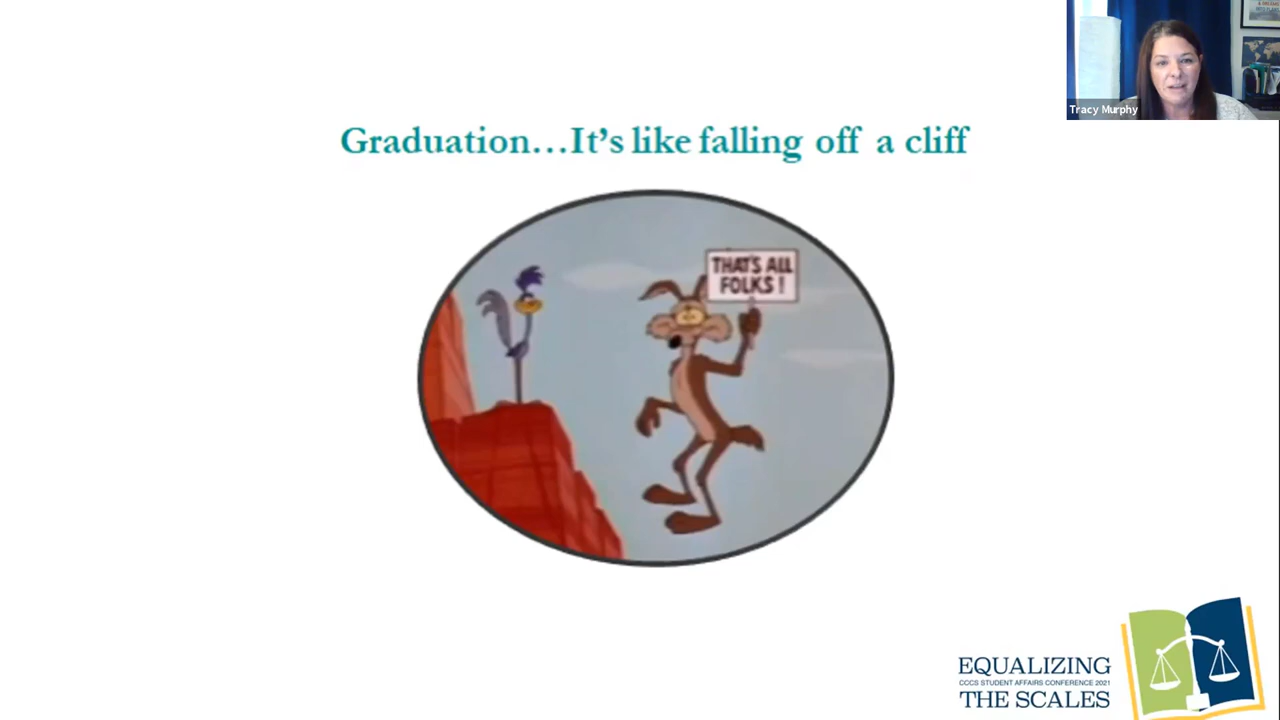 Tracy Murphy
Graduation...It's like falling off a cliff
THAT'S ALL
FOLKS!
EQUALIZING
CCCS STUDENT AFFAIRS CONFERENCE 2021
THE SCALES